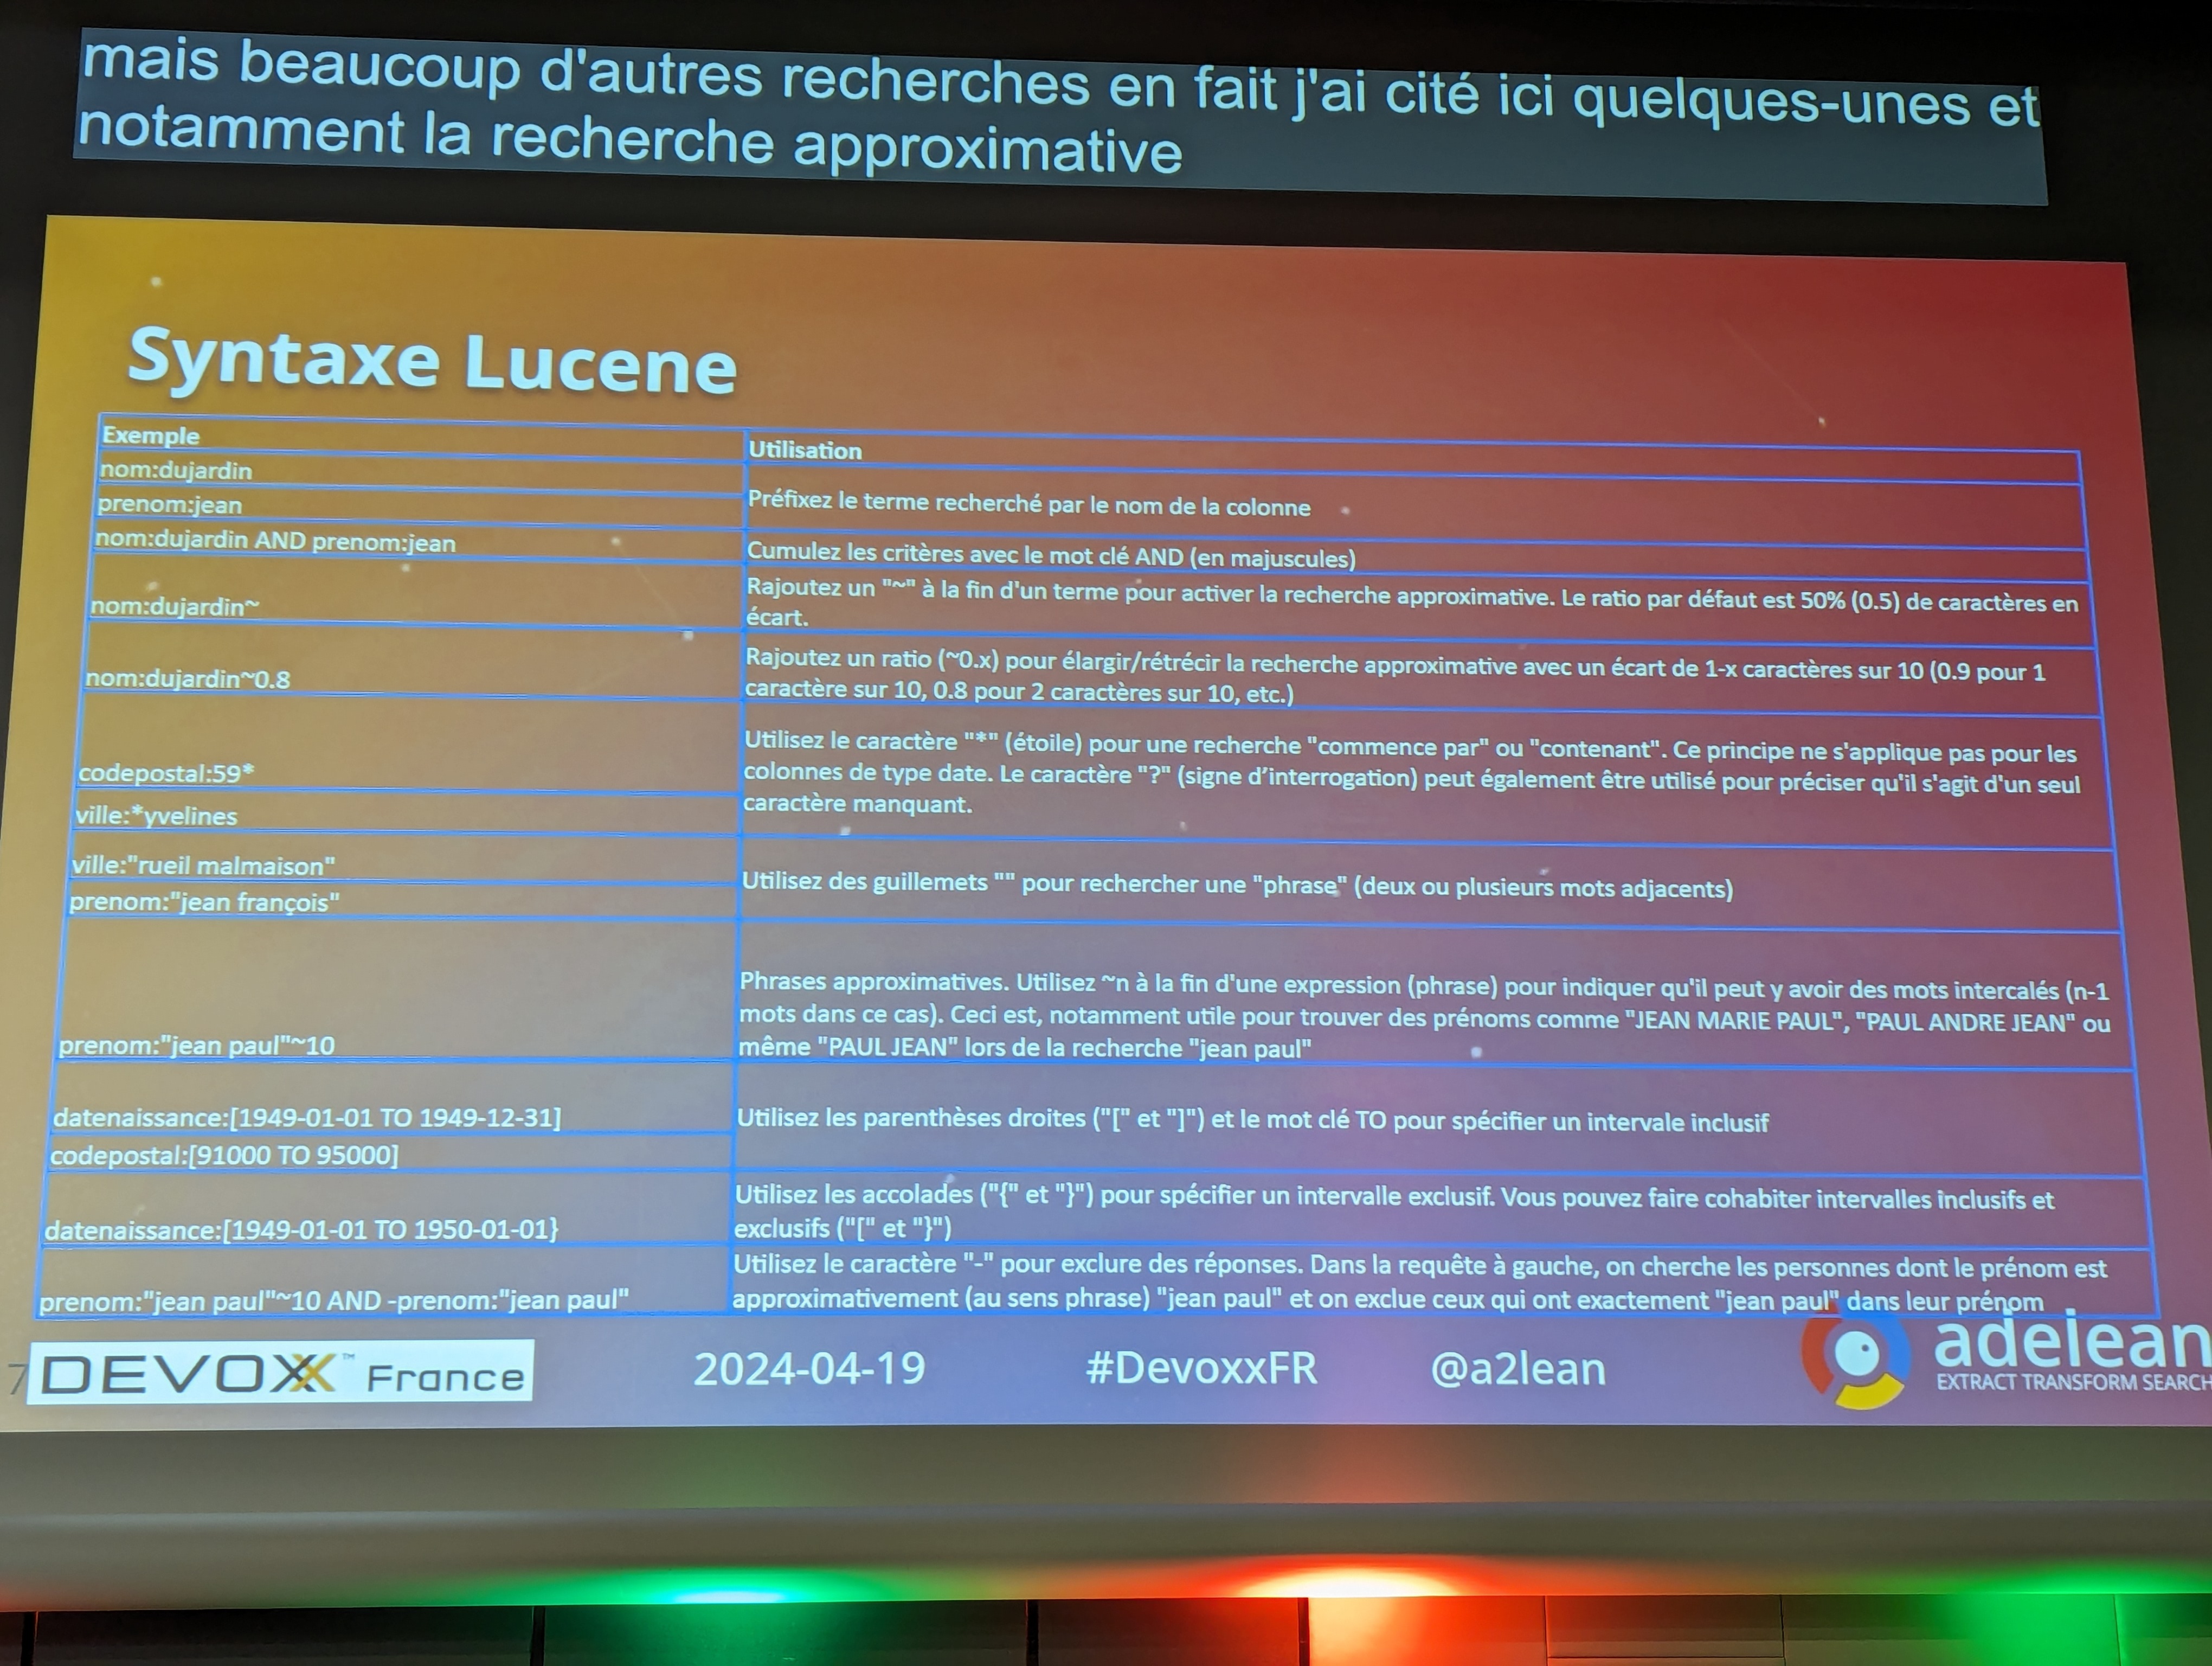 mais beaucoup d'autres recherches en fait j'ai cité ici quelques-unes et
notamment la recherche approximative
Syntaxe Lucene
Exemple
Utilisation
nom:dujardin
prenom:jean
Préfixez le terme recherché par le nom de la colonne
nom:dujardin AND prenom:jean
Cumulez les critères avec le mot clé AND (en majuscules)
nom:dujardin~
Rajoutez un "~" à la fin d'un terme pour activer la recherche approximative. Le ratio par défaut est 50% (0.5) de caractères en
écart.
nom:dujardin~0.8
Rajoutez un ratio (~0.x) pour élargir/rétrécir la recherche approximative avec un écart de 1-x caractères sur 10 (0.9 pour 1
caractère sur 10, 0.8 pour 2 caractères sur 10, etc.)
codepostal:59*
ville:*yvelines
Utilisez le caractère "*" (étoile) pour une recherche "commence par" ou "contenant". Ce principe ne s'applique pas pour les
colonnes de type date. Le caractère "?" (signe d’interrogation) peut également être utilisé pour préciser qu'il s'agit d'un seul
caractère manquant.
ville:"rueil malmaison"
prenom:"jean françois"
Utilisez des guillemets "" pour rechercher une "phrase" (deux ou plusieurs mots adjacents)
prenom:"jean paul"~10
Phrases approximatives. Utilisez ~n à la fin d'une expression (phrase) pour indiquer qu'il peut y avoir des mots intercalés (n-1
mots dans ce cas). Ceci est, notamment utile pour trouver des prénoms comme "JEAN MARIE PAUL", "PAUL ANDRE JEAN" ou
même "PAUL JEAN" lors de la recherche "jean paul"
datenaissance:[1949-01-01 TO 1949-12-31]
codepostal:[91000 TO 95000]
Utilisez les parenthèses droites ("[" et "]") et le mot clé TO pour spécifier un intervale inclusif
datenaissance:[1949-01-01 TO 1950-01-01}
Utilisez les accolades ("{" et "}") pour spécifier un intervalle exclusif. Vous pouvez faire cohabiter intervalles inclusifs et
exclusifs ("[" et "}")
prenom:"jean paul"~10 AND -prenom:"jean paul"
Utilisez le caractère "-" pour exclure des réponses. Dans la requête à gauche, on cherche les personnes dont le prénom est
approximativement (au sens phrase) "jean paul" et on exclue ceux qui ont exactement "jean paul" dans leur prénom
7
DEVOXX™ France
2024-04-19
#DevoxxFR
@a2lean
adelean
EXTRACT TRANSFORM SEARCH